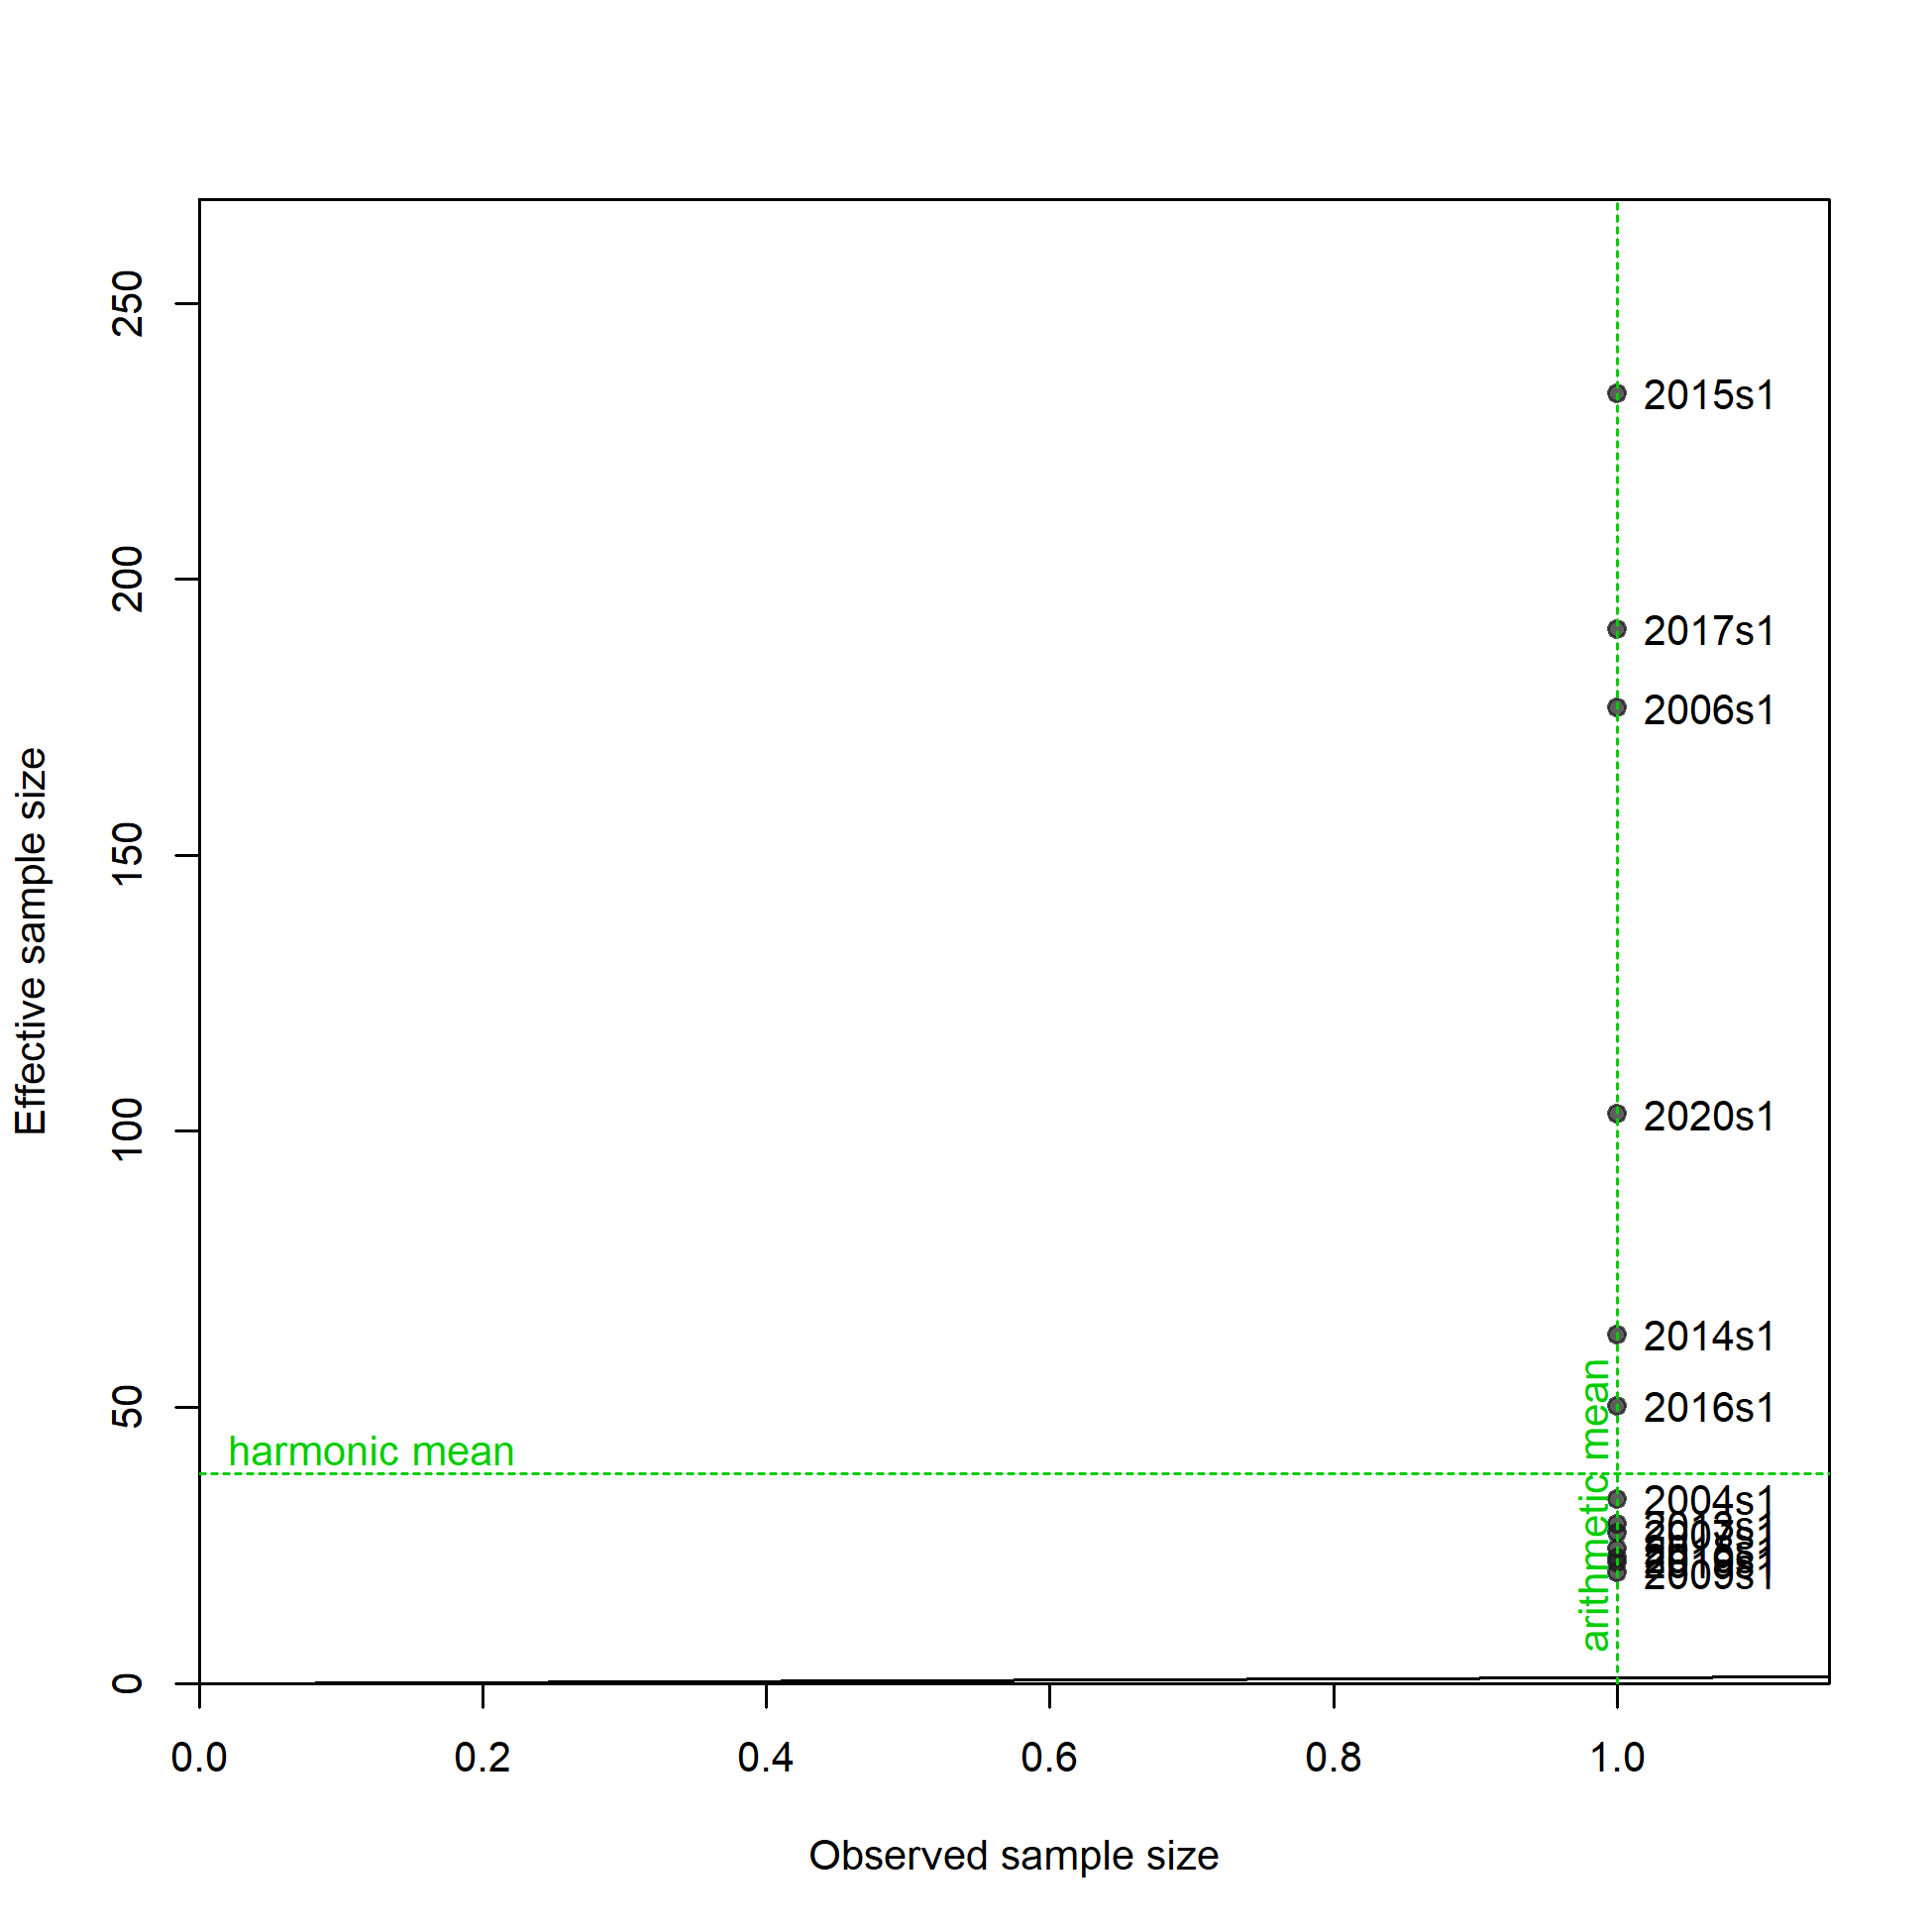 250
200
150
100
50
0
Effective sample size
2015s1
2017s1
2006s1
2020s1
2014s1
2016s1
harmonic mean
arithmetic mean
2004s1
2009s1
0.0 0.2 0.4 0.6 0.8 1.0
Observed sample size